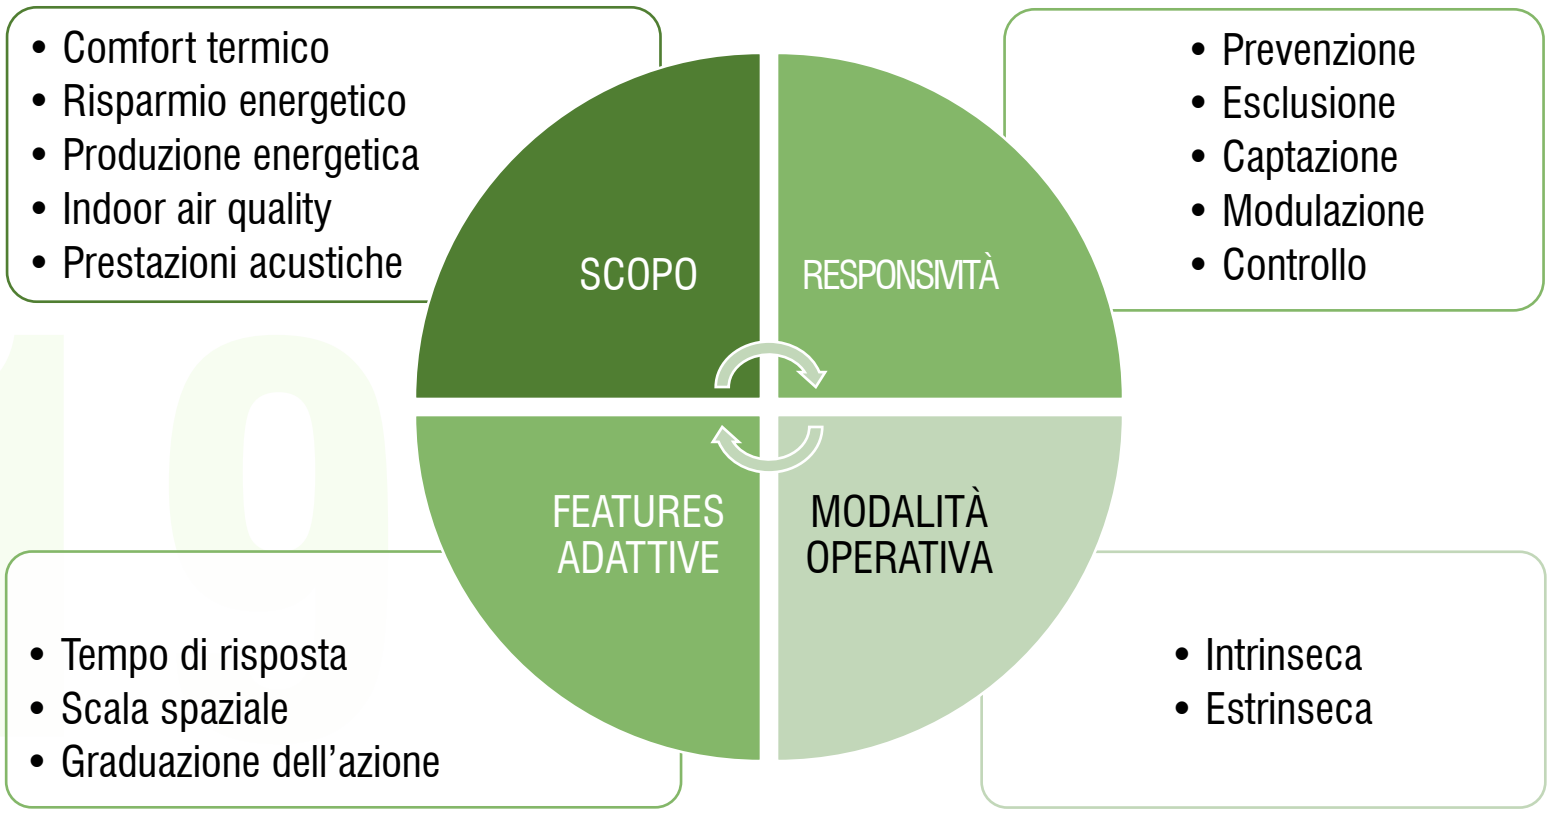 • Comfort termico
• Risparmio energetico
• Produzione energetica
• Indoor air quality
• Prestazioni acustiche
SCOPO
RESPONSIVITÀ
• Prevenzione
• Esclusione
• Captazione
• Modulazione
• Controllo
FEATURES
ADATTIVE
MODALITÀ
OPERATIVA
• Tempo di risposta
• Scala spaziale
• Graduazione dell’azione
• Intrinseca
• Estrinseca
19